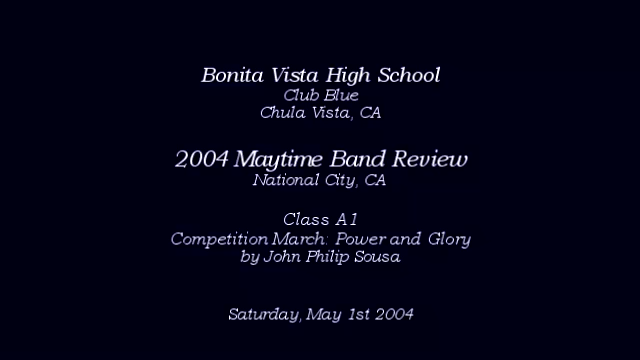 Bonita Vista High School
Club Blue
Chula Vista, CA
2004 Maytime Band Review
National City, CA
Class A1
Competition March: Power and Glory
by John Philip Sousa
Saturday, May 1st 2004